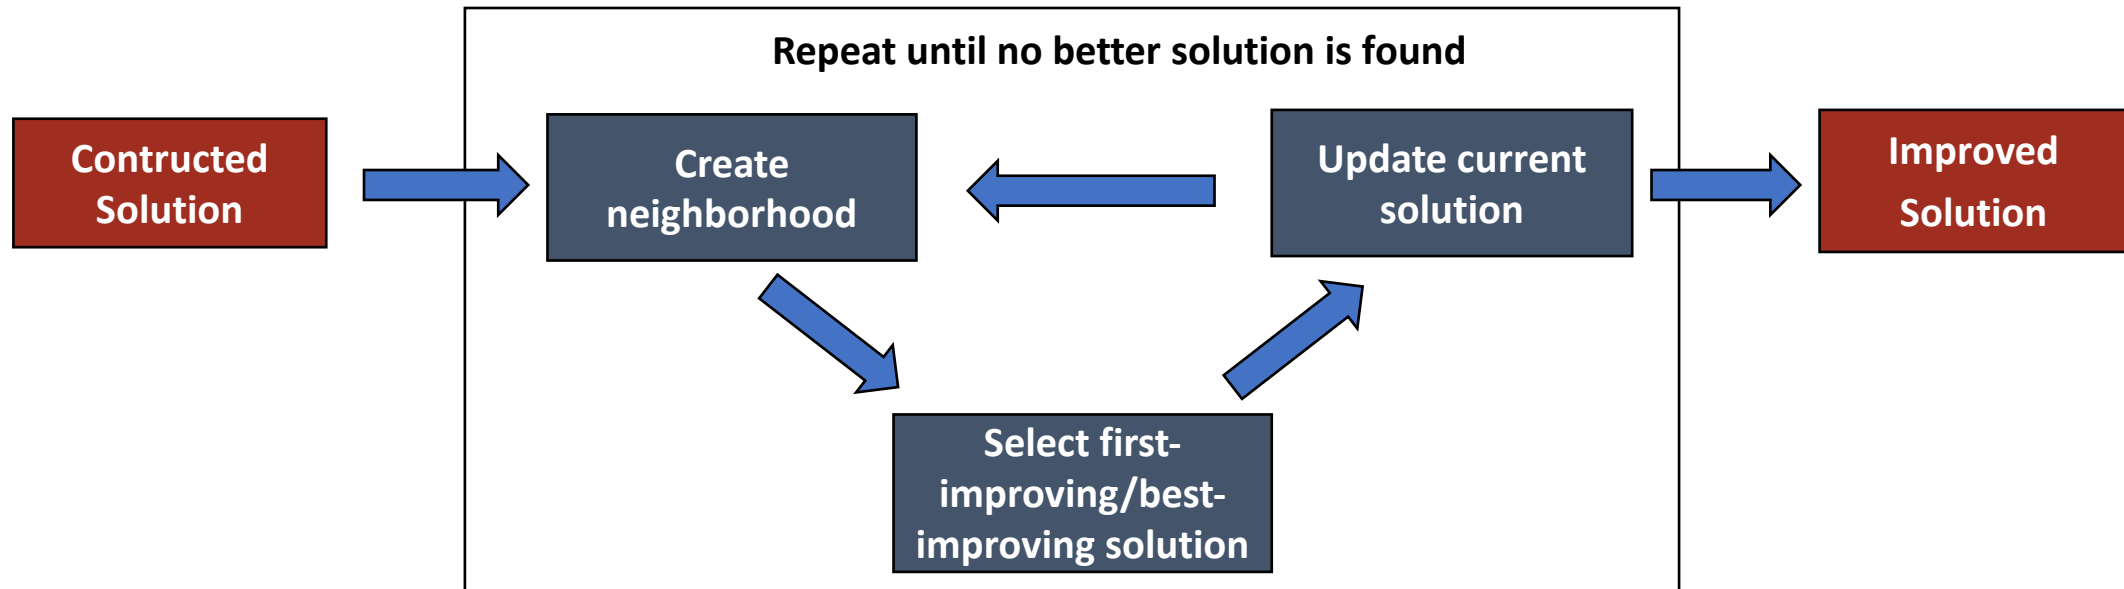 Repeat until no better solution is found
Contructed
Solution
Create
neighborhood
Update current
solution
Improved
Solution
Select first-
improving/best-
improving solution